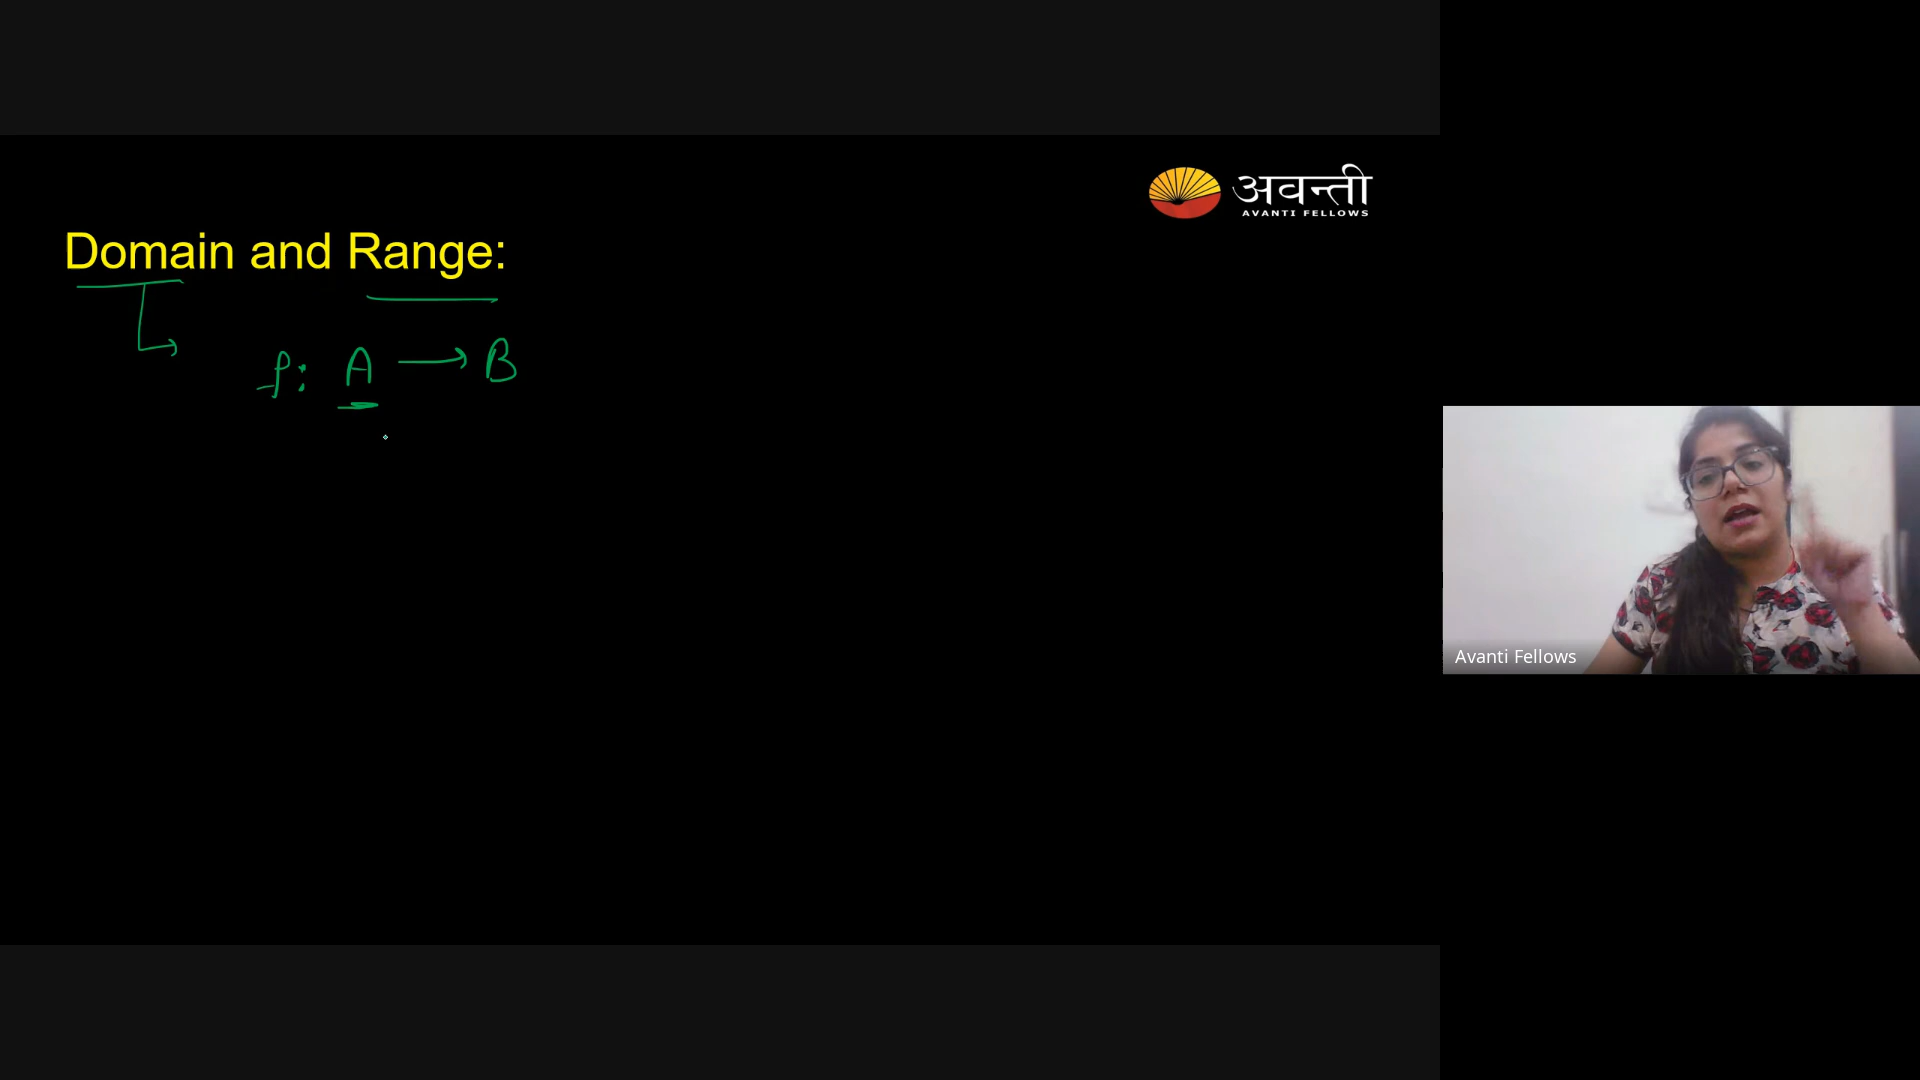 अवन्ती
AVANTI FELLOWS
Domain and Range:
f: A → B
Avanti Fellows